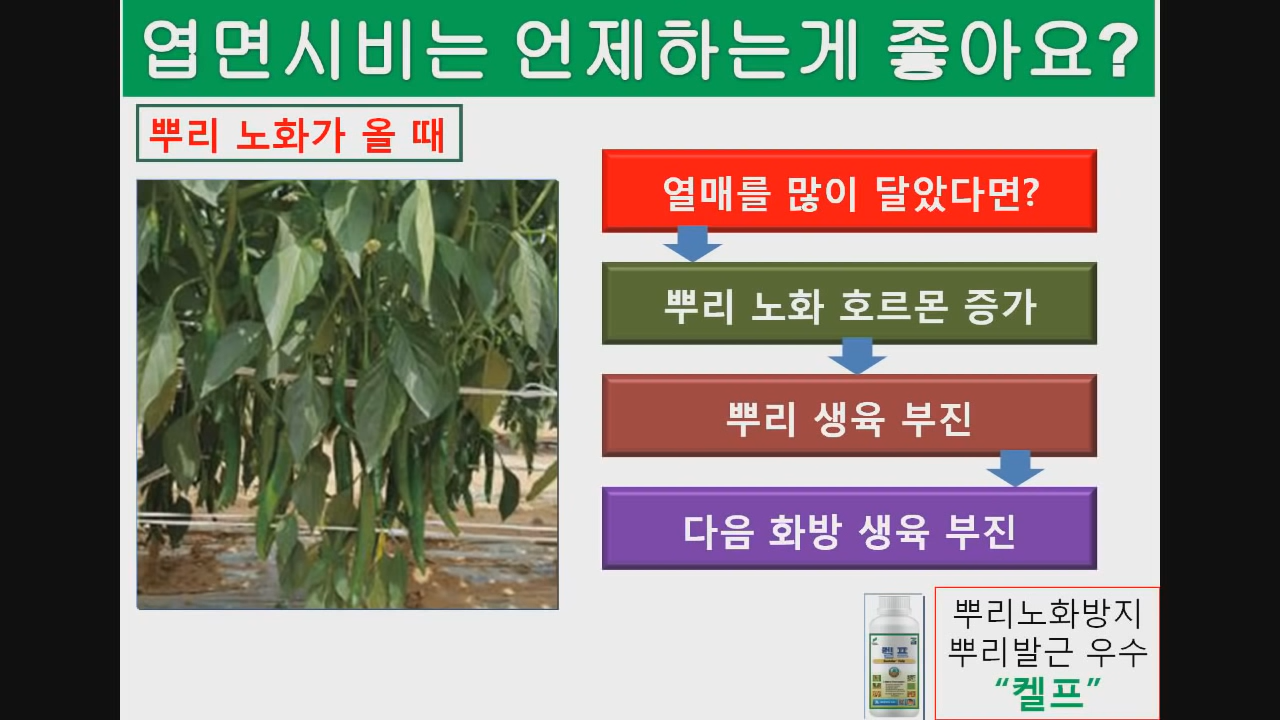 엽면시비는 언제하는게 좋아요?
뿌리 노화가 올 때
열매를 많이 달았다면?
뿌리 노화 호르몬 증가
뿌리 생육 부진
다음 화방 생육 부진
뿌리노화방지
뿌리발근 우수
“켈프”
켈프